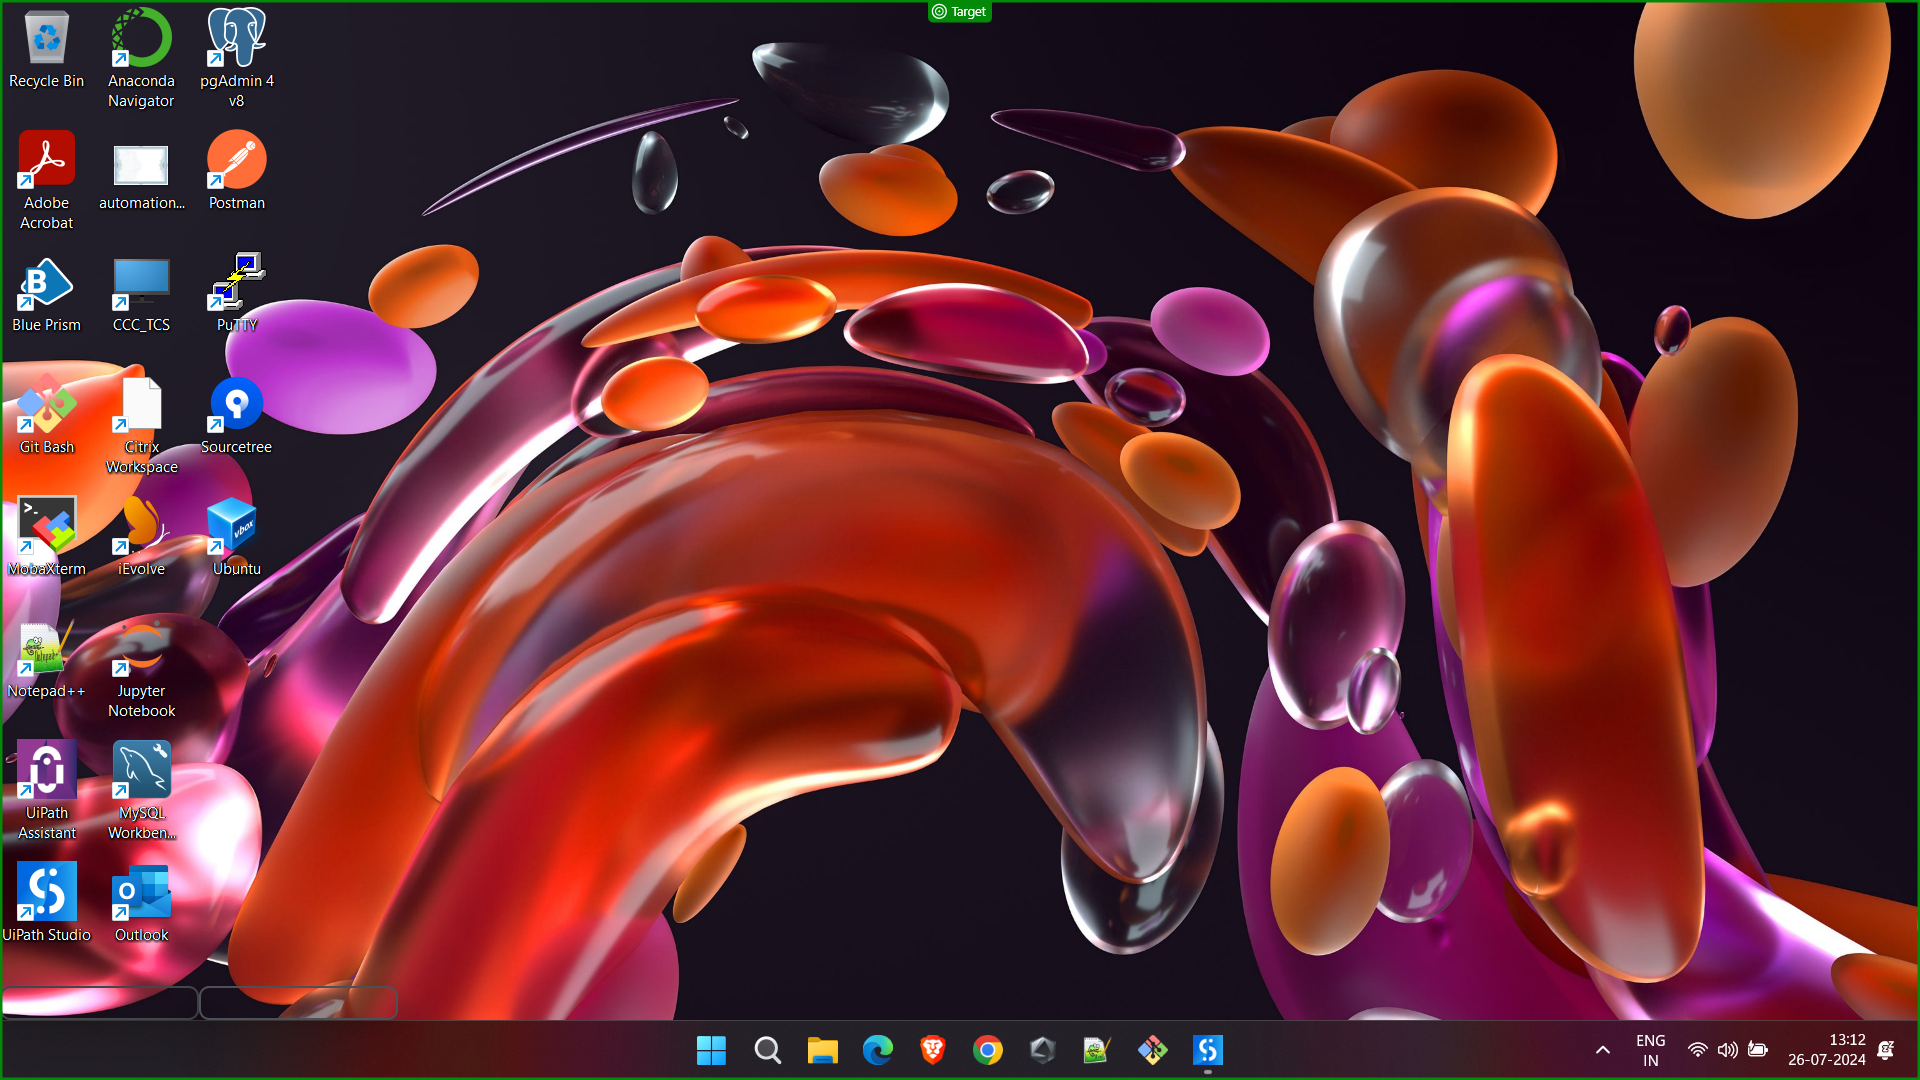 Target
Recycle Bin
Anaconda
Navigator
pgAdmin 4
v8
Adobe
Acrobat
automation...
Postman
B
Blue Prism
CCC_TCS
PuTTY
Git Bash
Citrix
Workspace
Sourcetree
>_
MobaXterm
iEvolve
vbox
Ubuntu
Notepad++
Jupyter
Notebook
UiPath
Assistant
MySQL
Workben...
UiPath Studio
O
Outlook
ENG
IN
13:12
26-07-2024